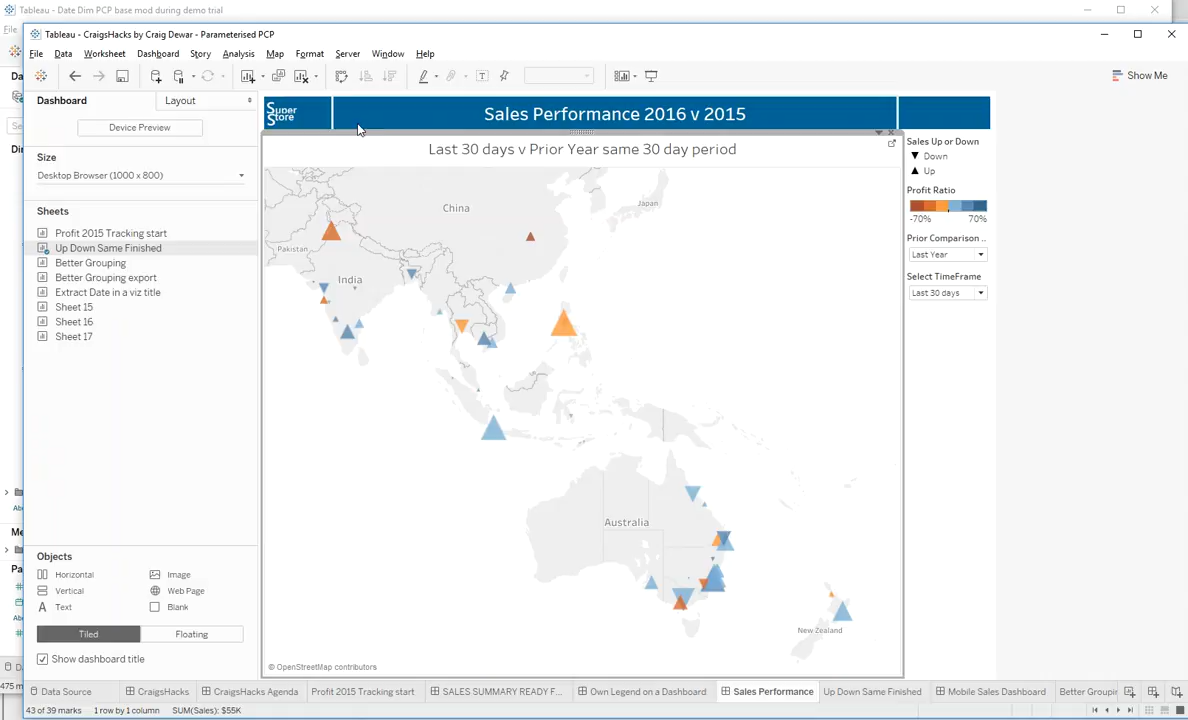 Tableau - Date Dim PCP base mod during demo trial
Tableau - CraigsHacks by Craig Dewar - Parameterised PCP
File Data Worksheet Dashboard Story Analysis Map Format Server Window Help
Show Me
Dashboard
Layout
Device Preview
Size
Desktop Browser (1000 x 800)
Sheets
Profit 2015 Tracking start
Up Down Same Finished
Better Grouping
Better Grouping export
Extract Date in a viz title
Sheet 15
Sheet 16
Sheet 17
Objects
Horizontal
Image
Vertical
Web Page
A Text
Blank
Tiled
Floating
Show dashboard title
Super
Store
Sales Performance 2016 v 2015
Last 30 days v Prior Year same 30 day period
China
Japan
Pakistan
India
Australia
New Zealand
© OpenStreetMap contributors
Sales Up or Down
Down
Up
Profit Ratio
-70% 70%
Prior Comparison ..
Last Year
Select TimeFrame
Last 30 days
Data Source
CraigsHacks
CraigsHacks Agenda
Profit 2015 Tracking start
SALES SUMMARY READY F...
Own Legend on a Dashboard
Sales Performance
Up Down Same Finished
Mobile Sales Dashboard
Better Groupin
43 of 39 marks 1 row by 1 column SUM(Sales): $55K